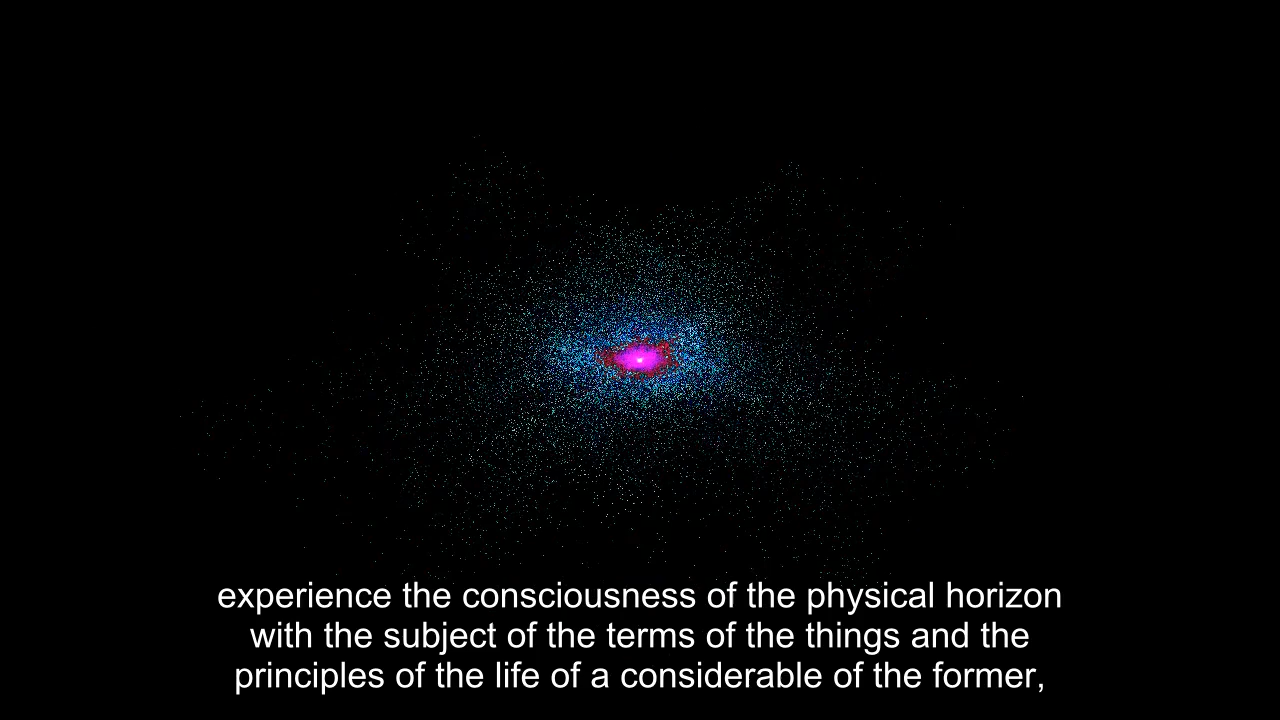 experience the consciousness of the physical horizon
with the subject of the terms of the things and the
principles of the life of a considerable of the former,